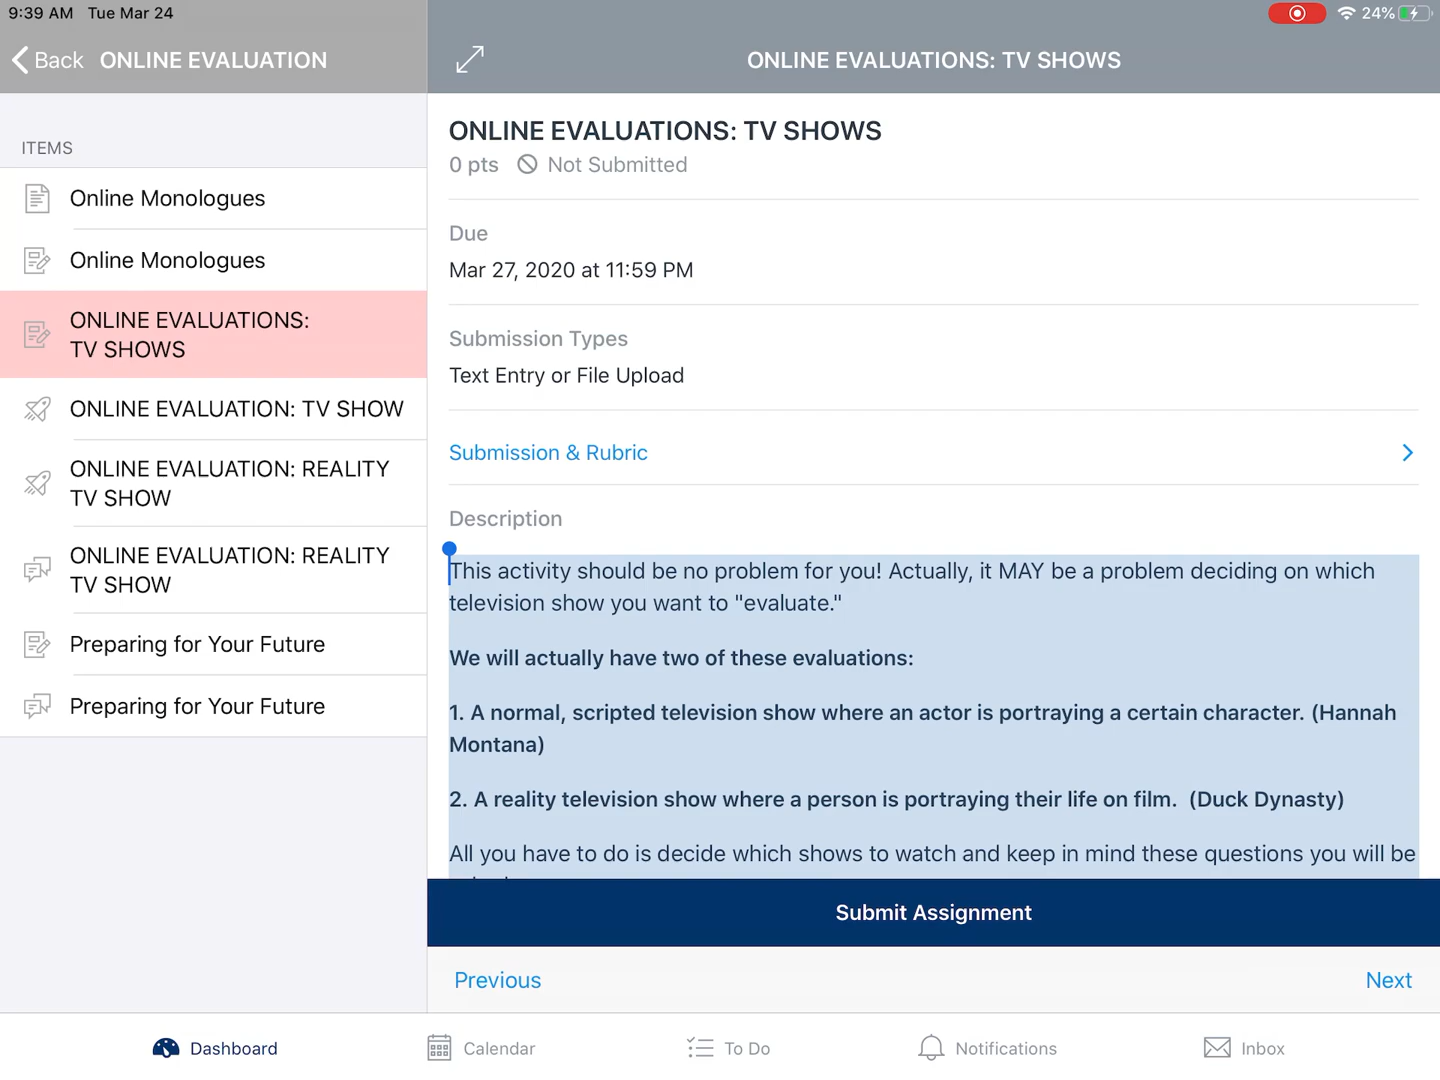 9:39 AM Tue Mar 24
24%
Back ONLINE EVALUATION
ONLINE EVALUATIONS: TV SHOWS
ITEMS
Online Monologues
Online Monologues
ONLINE EVALUATIONS:
TV SHOWS
ONLINE EVALUATION: TV SHOW
ONLINE EVALUATION: REALITY
TV SHOW
ONLINE EVALUATION: REALITY
TV SHOW
Preparing for Your Future
Preparing for Your Future
ONLINE EVALUATIONS: TV SHOWS
0 pts Not Submitted
Due
Mar 27, 2020 at 11:59 PM
Submission Types
Text Entry or File Upload
Submission & Rubric
Description
This activity should be no problem for you! Actually, it MAY be a problem deciding on which
television show you want to "evaluate."
We will actually have two of these evaluations:
1. A normal, scripted television show where an actor is portraying a certain character. (Hannah
Montana)
2. A reality television show where a person is portraying their life on film. (Duck Dynasty)
All you have to do is decide which shows to watch and keep in mind these questions you will be
Submit Assignment
Previous
Next
Dashboard
Calendar
To Do
Notifications
Inbox